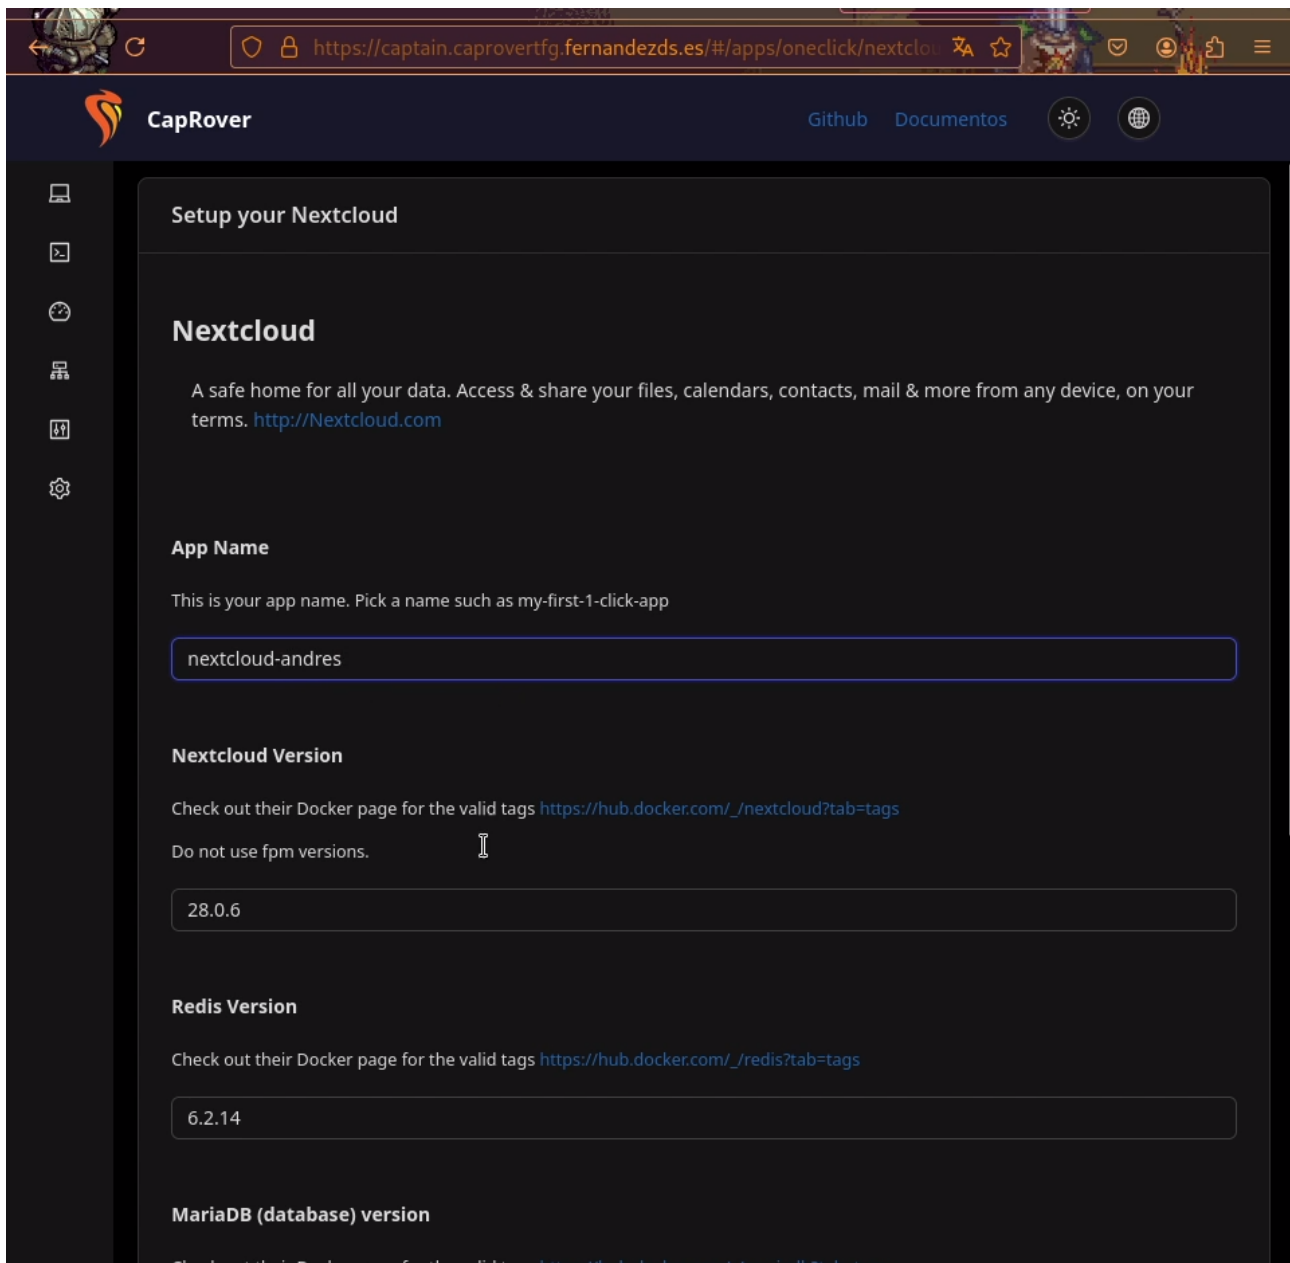 https://captain.caprovertfg.fernandezds.es/#/apps/oneclick/nextclou
CapRover
Github Documentos
Setup your Nextcloud
Nextcloud
A safe home for all your data. Access & share your files, calendars, contacts, mail & more from any device, on your
terms. http://Nextcloud.com
App Name
This is your app name. Pick a name such as my-first-1-click-app
nextcloud-andres
Nextcloud Version
Check out their Docker page for the valid tags https://hub.docker.com/_/nextcloud?tab=tags
Do not use fpm versions.
28.0.6
Redis Version
Check out their Docker page for the valid tags https://hub.docker.com/_/redis?tab=tags
6.2.14
MariaDB (database) version